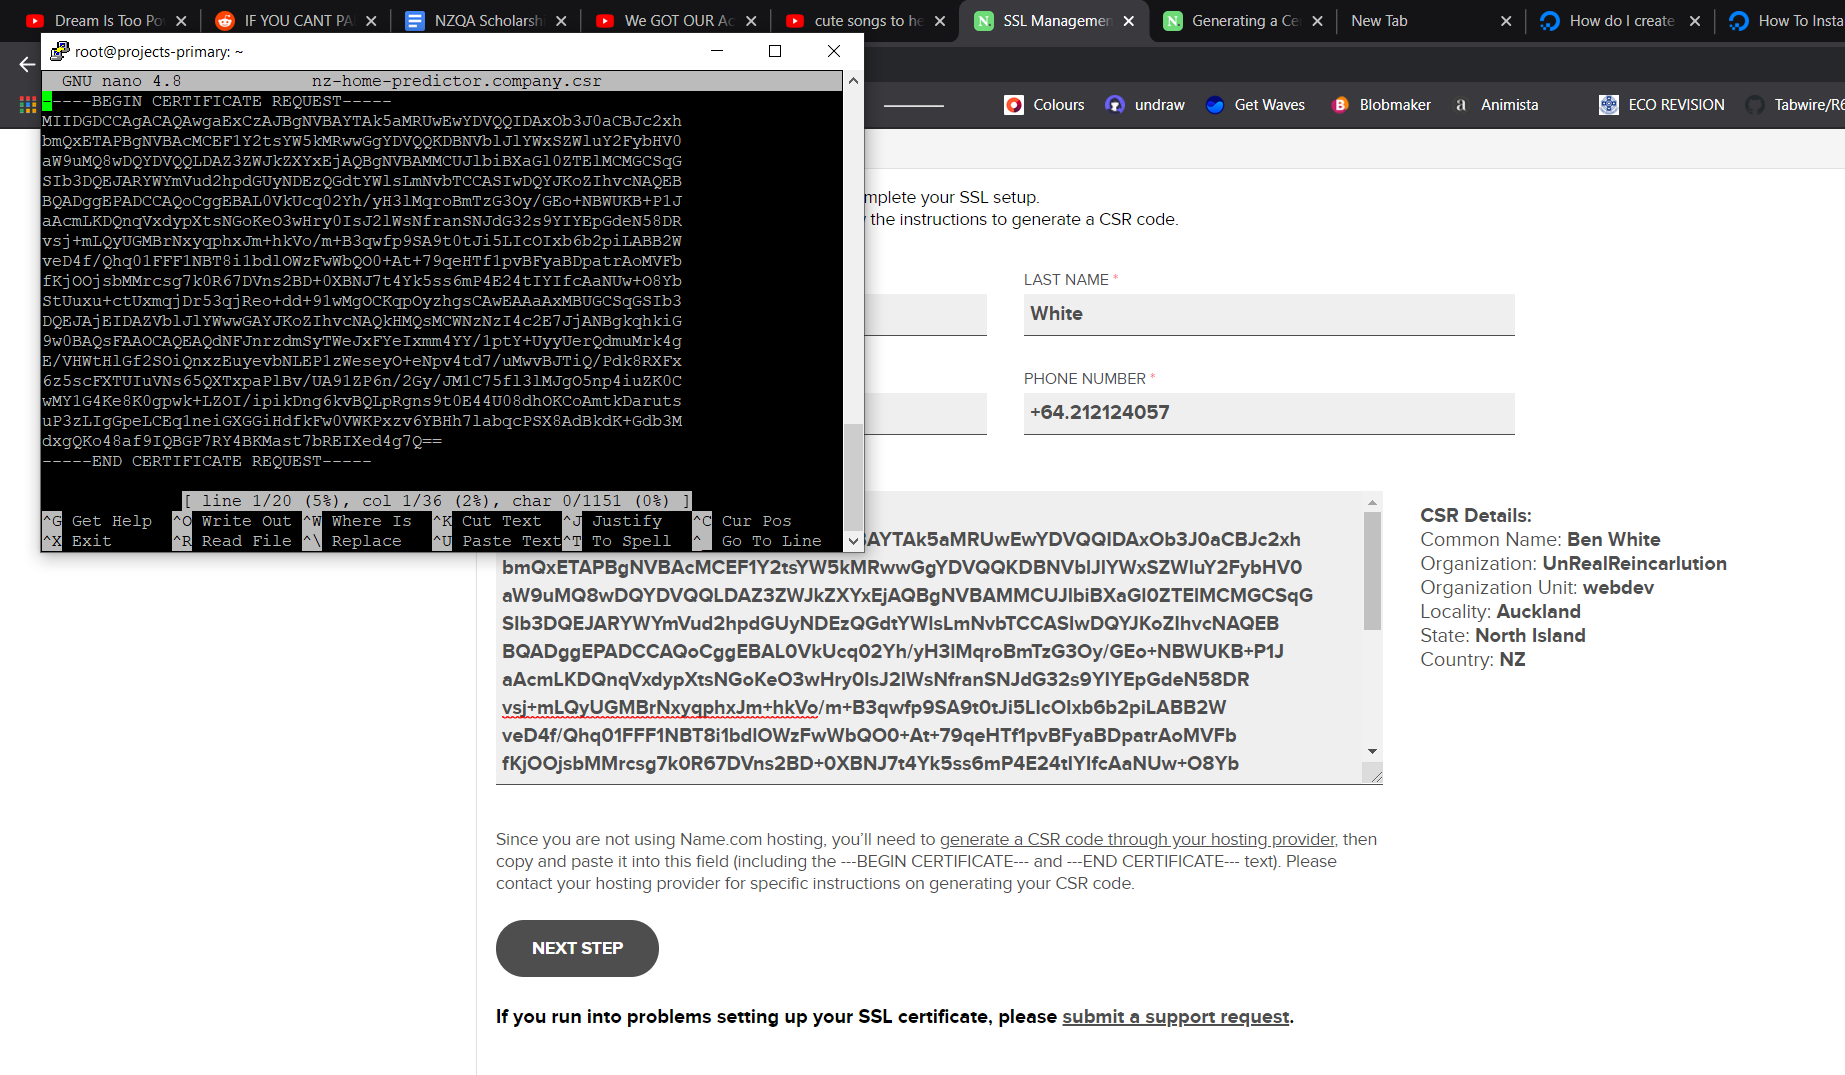 Dream Is Too Po
IF YOU CANT PA
NZQA Scholarsh
We GOT OUR Ac
cute songs to he
SSL Managemen
Generating a Ce
New Tab
How do I create
How To Insta
root@projects-primary: ~
Colours
undraw
Get Waves
Blobmaker
Animista
ECO REVISION
Tabwire/R6
GNU nano 4.8 nz-home-predictor.company.csr
-----BEGIN CERTIFICATE REQUEST-----
MIIDGDCCAgACAQAwgaExCzAJBgNVBAYTAk5aMRUwEwYDVQQIDAxOb3J0aCBJc2xh
bmQxETAPBgNVBAcMCEF1Y2tsYW5kMRwwGgYDVQQKDBNVblJlYWxSZWluY2FybHV0
aW9uMQ8wDQYDVQQLDAZ3ZWJkZXYxEjAQBgNVBAMMCUJlbiBXaGl0ZTElMCMGCSqG
SIb3DQEJARYWYmVud2hpdGUyNDEzQGdtYWlsLmNvbTCCASIwDQYJKoZIhvcNAQEB
BQADggEPADCCAQoCggEBAL0VkUcq02Yh/yH3lMqroBmTzG3Oy/GEo+NBWUKB+P1J
aAcmLKDQnqVxdypXtsNGoKeO3wHry0IsJ2lWsNfranSNJdG32s9YIYEpGdeN58DR
vsj+mLQyUGMBrNxyqphxJm+hkVo/m+B3qwfp9SA9t0tJi5LIcOIxb6b2piLABB2W
veD4f/Qhq01FFF1NBT8i1bdlOWzFwWbQO0+At+79qeHTf1pvBFyaBDpatrAoMVFb
fKjOOjsbMMrcsg7k0R67DVns2BD+0XBNJ7t4Yk5ss6mP4E24tIYIfcAaNUw+O8Yb
StUuxu+ctUxmqjDr53qjReo+dd+91wMgOCKqpOyzhgsCAwEAAaAxMBUGCSqGSIb3
DQEJAjEIDAZVblJlYWwwGAYJKoZIhvcNAQkHMQsMCWNzNzI4c2E7JjANBgkqhkiG
9w0BAQsFAAOCAQEAQdNFJnrzdmSyTWeJxFYeIxmm4YY/1ptY+UyyUerQdmuMrk4g
E/VHWtHlGf2SOiQnxzEuyevbNLEP1zWeseyO+eNpv4td7/uMwvBJTiQ/Pdk8RXFx
6z5scFXTUIuVNs65QXTxpaPlBv/UA91ZP6n/2Gy/JM1C75fl3lMJgO5np4iuZK0C
wMY1G4Ke8K0gpwk+LZOI/ipikDng6kvBQLpRgns9t0E44U08dhOKCoAmtkDaruts
uP3zLIgGpeLCEq1neiGXGGiHdfkFw0VWKPxzv6YBHh7labqcPSX8AdBkdK+Gdb3M
dxgQKo48af9IQBGP7RY4BKMast7bREIXed4g7Q==
-----END CERTIFICATE REQUEST-----
[ line 1/20 (5%), col 1/36 (2%), char 0/1151 (0%) ]
^G Get Help ^O Write Out ^W Where Is ^K Cut Text ^J Justify ^C Cur Pos
^X Exit ^R Read File ^\ Replace ^U Paste Text ^T To Spell ^_ Go To Line
mplete your SSL setup.
the instructions to generate a CSR code.
LAST NAME *
White
PHONE NUMBER *
+64.212124057
AYTAk5aMRUwEwYDVQQIDAxOb3J0aCBJc2xh
bmQxETAPBgNVBAcMCEF1Y2tsYW5kMRwwGgYDVQQKDBNVblJlYWxSZWluY2FybHV0
aW9uMQ8wDQYDVQQLDAZ3ZWJkZXYxEjAQBgNVBAMMCUJlbiBXaGl0ZTElMCMGCSqG
SIb3DQEJARYWYmVud2hpdGUyNDEzQGdtYWlsLmNvbTCCASIwDQYJKoZIhvcNAQEB
BQADggEPADCCAQoCggEBAL0VkUcq02Yh/yH3lMqroBmTzG3Oy/GEo+NBWUKB+P1J
aAcmLKDQnqVxdypXtsNGoKeO3wHry0IsJ2lWsNfranSNJdG32s9YIYEpGdeN58DR
vsj+mLQyUGMBrNxyqphxJm+hkVo/m+B3qwfp9SA9t0tJi5LIcOIxb6b2piLABB2W
veD4f/Qhq01FFF1NBT8i1bdlOWzFwWbQO0+At+79qeHTf1pvBFyaBDpatrAoMVFb
fKjOOjsbMMrcsg7k0R67DVns2BD+0XBNJ7t4Yk5ss6mP4E24tIYIfcAaNUw+O8Yb
CSR Details:
Common Name: Ben White
Organization: UnRealReincarlution
Organization Unit: webdev
Locality: Auckland
State: North Island
Country: NZ
Since you are not using Name.com hosting, you'll need to generate a CSR code through your hosting provider, then
copy and paste it into this field (including the ---BEGIN CERTIFICATE--- and ---END CERTIFICATE--- text). Please
contact your hosting provider for specific instructions on generating your CSR code.
NEXT STEP
If you run into problems setting up your SSL certificate, please submit a support request.